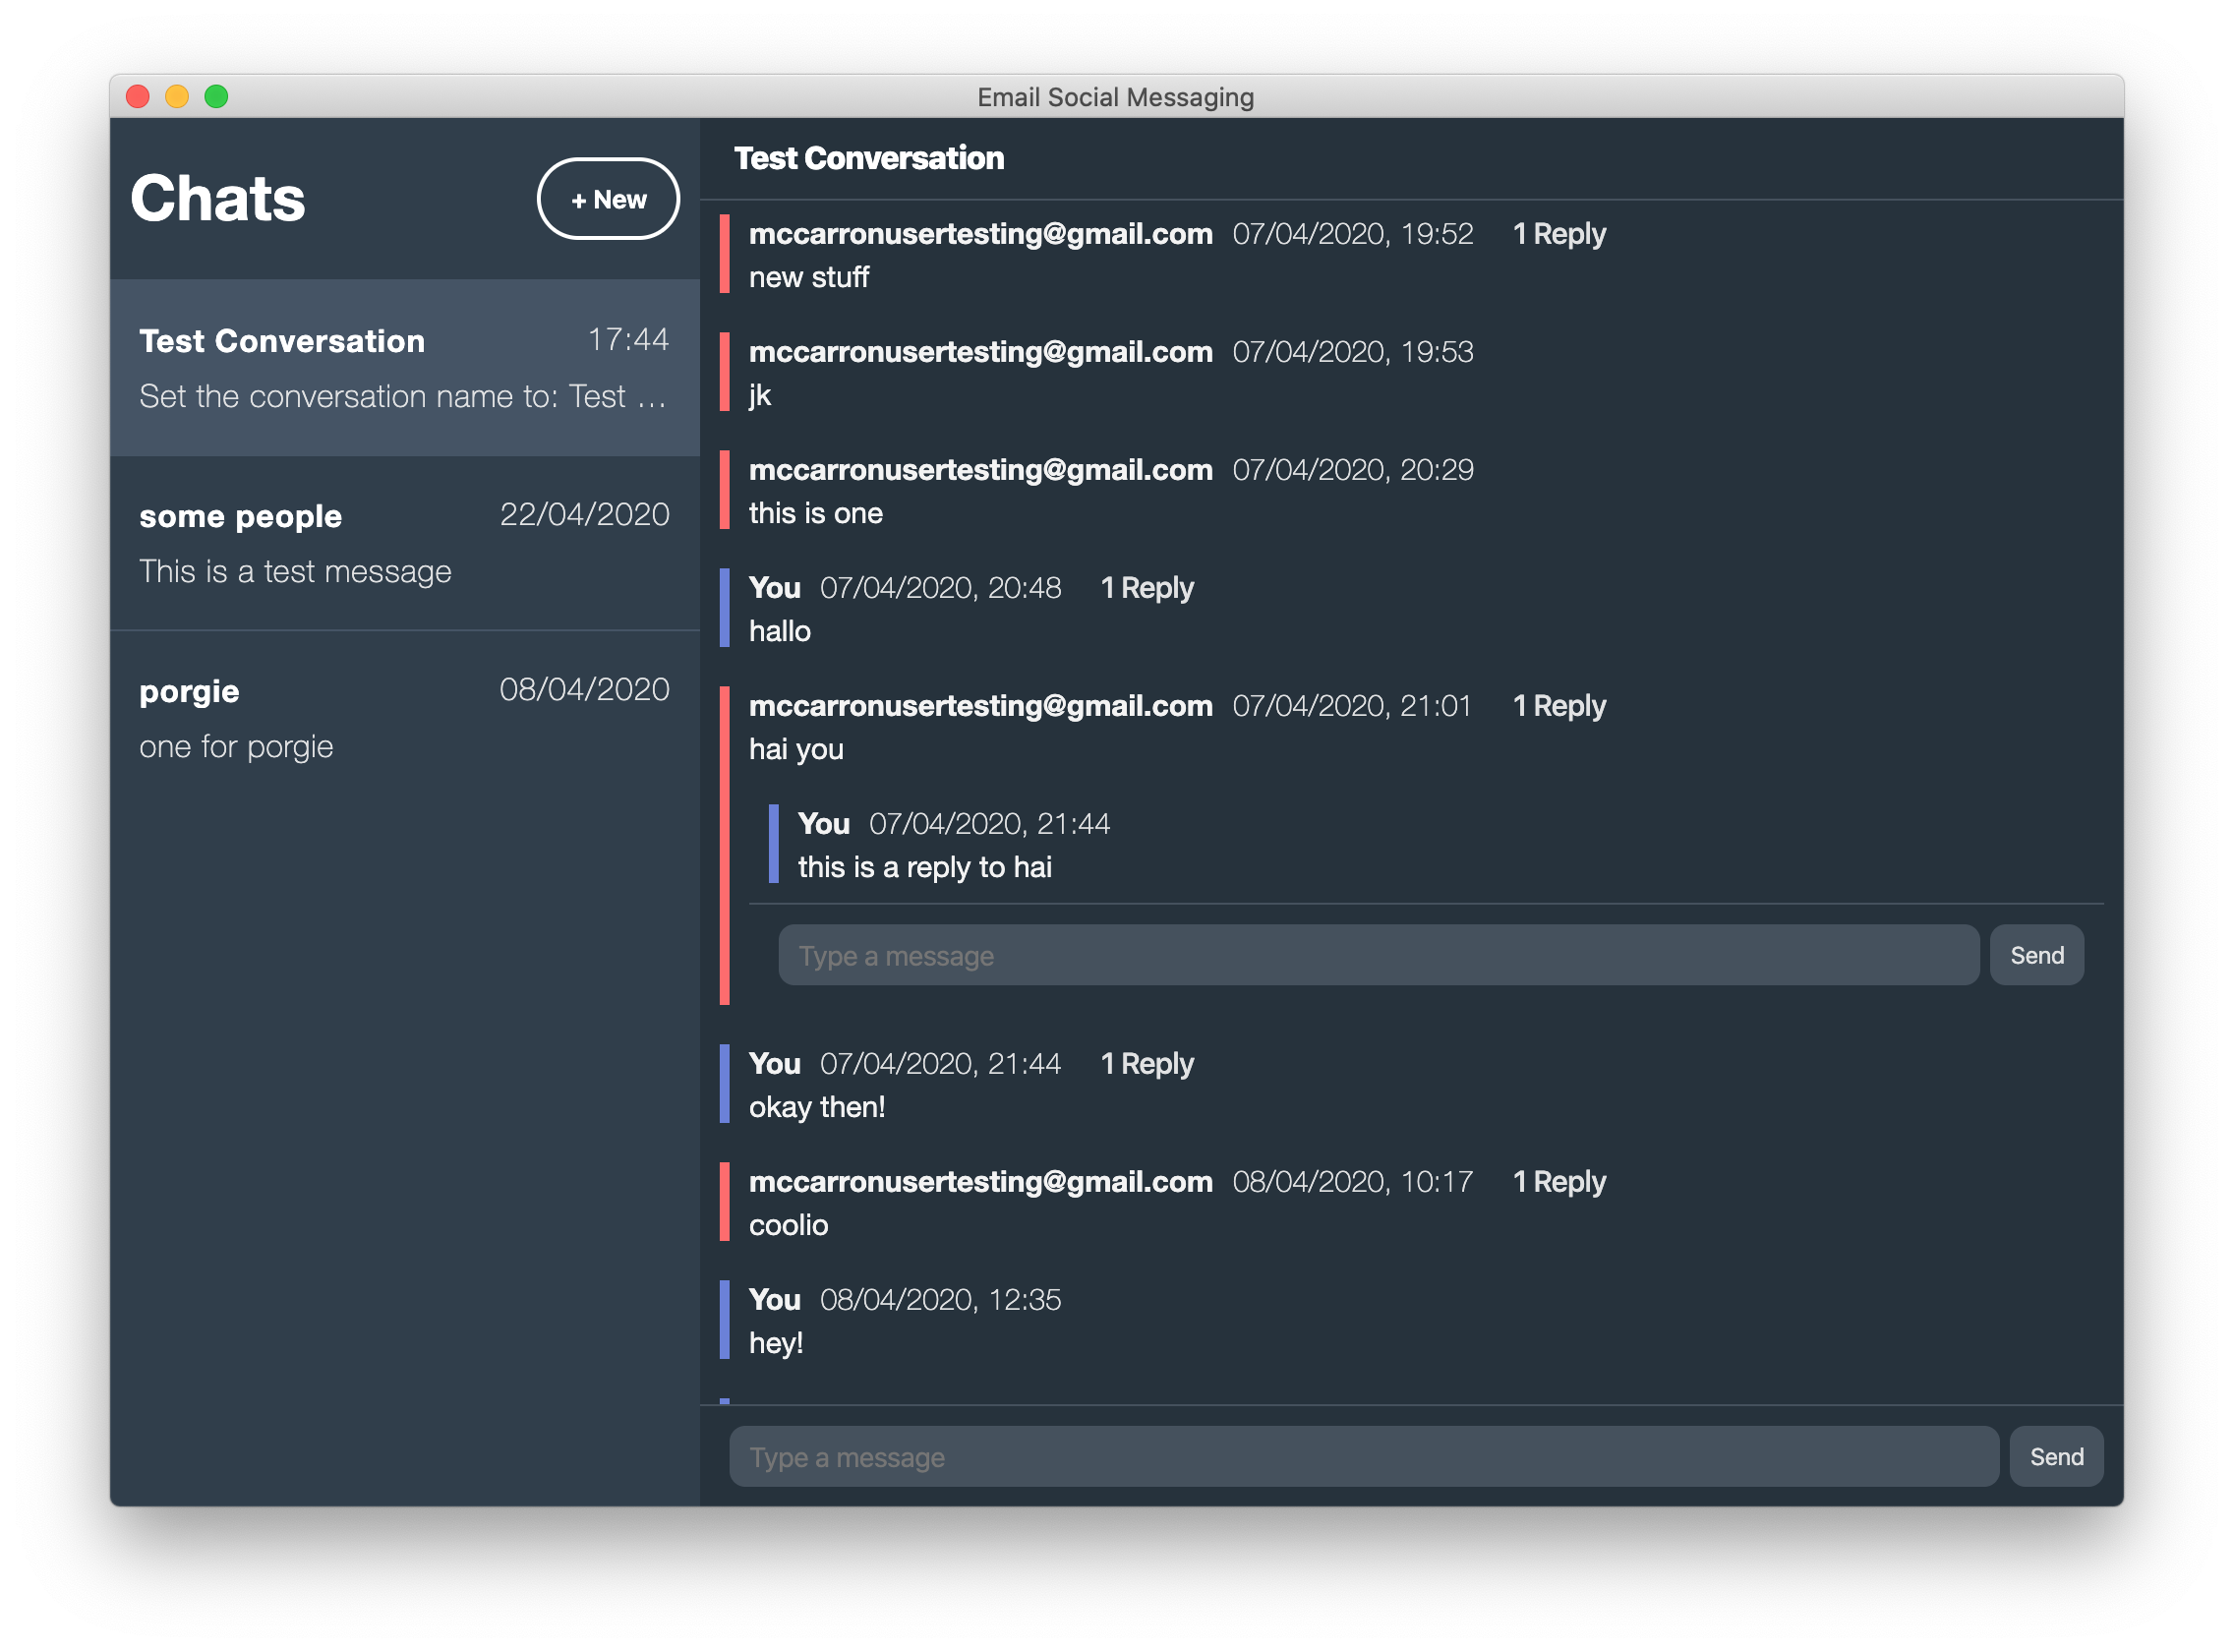 Email Social Messaging
Chats
+ New
Test Conversation 17:44
Set the conversation name to: Test ...
some people 22/04/2020
This is a test message
porgie 08/04/2020
one for porgie
Test Conversation
mccarronusertesting@gmail.com 07/04/2020, 19:52 1 Reply
new stuff
mccarronusertesting@gmail.com 07/04/2020, 19:53
jk
mccarronusertesting@gmail.com 07/04/2020, 20:29
this is one
You 07/04/2020, 20:48 1 Reply
hallo
mccarronusertesting@gmail.com 07/04/2020, 21:01 1 Reply
hai you
You 07/04/2020, 21:44
this is a reply to hai
Type a message Send
You 07/04/2020, 21:44 1 Reply
okay then!
mccarronusertesting@gmail.com 08/04/2020, 10:17 1 Reply
coolio
You 08/04/2020, 12:35
hey!
Type a message Send